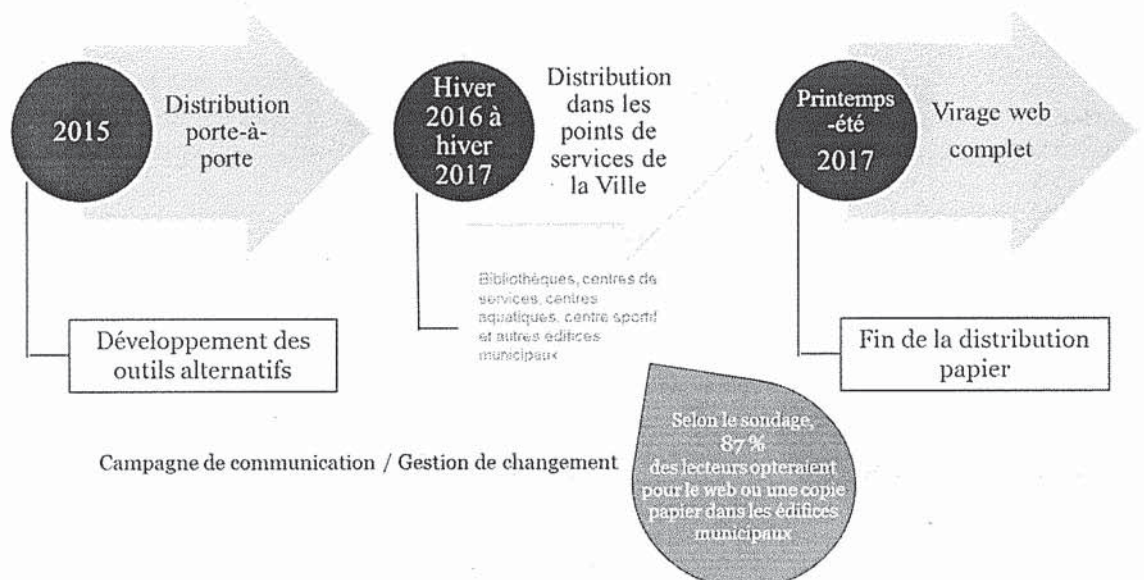 2015
Distribution
porte-à-
porte
Développement des
outils alternatifs
Hiver
2016 à
hiver
2017
Distribution
dans les
points de
services de
la Ville
Bibliothèques, centres de
services, centres
aquatiques, centre sportif
et autres édifices
municipaux
Printemps
-été
2017
Virage web
complet
Fin de la distribution
papier
Campagne de communication / Gestion de changement
Selon le sondage,
87 %
des lecteurs opteraient
pour le web ou une copie
papier dans les édifices
municipaux